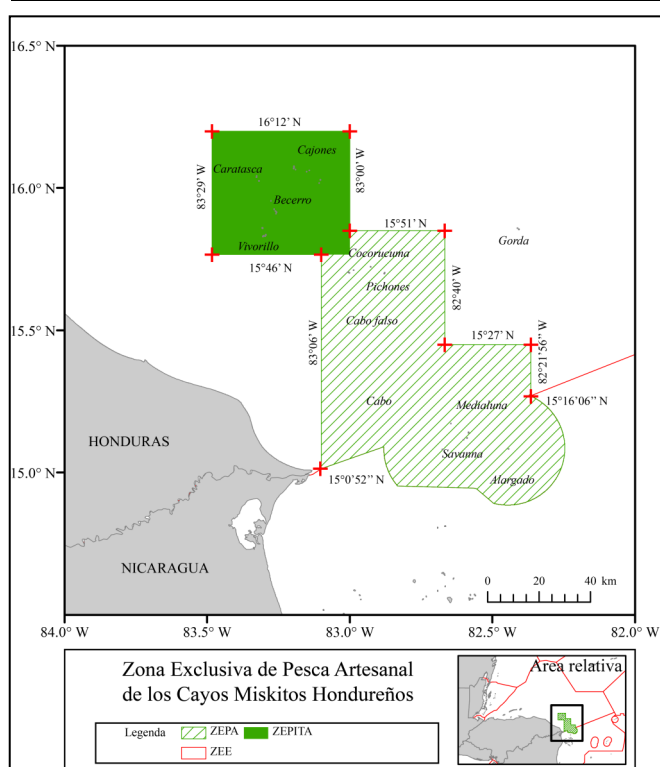 16.5° N
16°12' N
Cajones
Caratasca
83°29' W
83°00' W
16.0° N
Becerro
15°51' N
Gorda
Vivorillo
Cocorucuma
15°46' N
82°40' W
Pichones
Cabo falso
15.5° N
15°27' N
83°06' W
82°21'56'' W
15°16'06'' N
Cabo
Medialuna
HONDURAS
Savanna
15.0° N
15°0'52'' N
Alargado
NICARAGUA
0 20 40 km
84.0° W 83.5° W 83.0° W 82.5° W 82.0° W
Zona Exclusiva de Pesca Artesanal
de los Cayos Miskitos Hondureños
Legenda ZEPA ZEPITA
ZEE
Area relativa